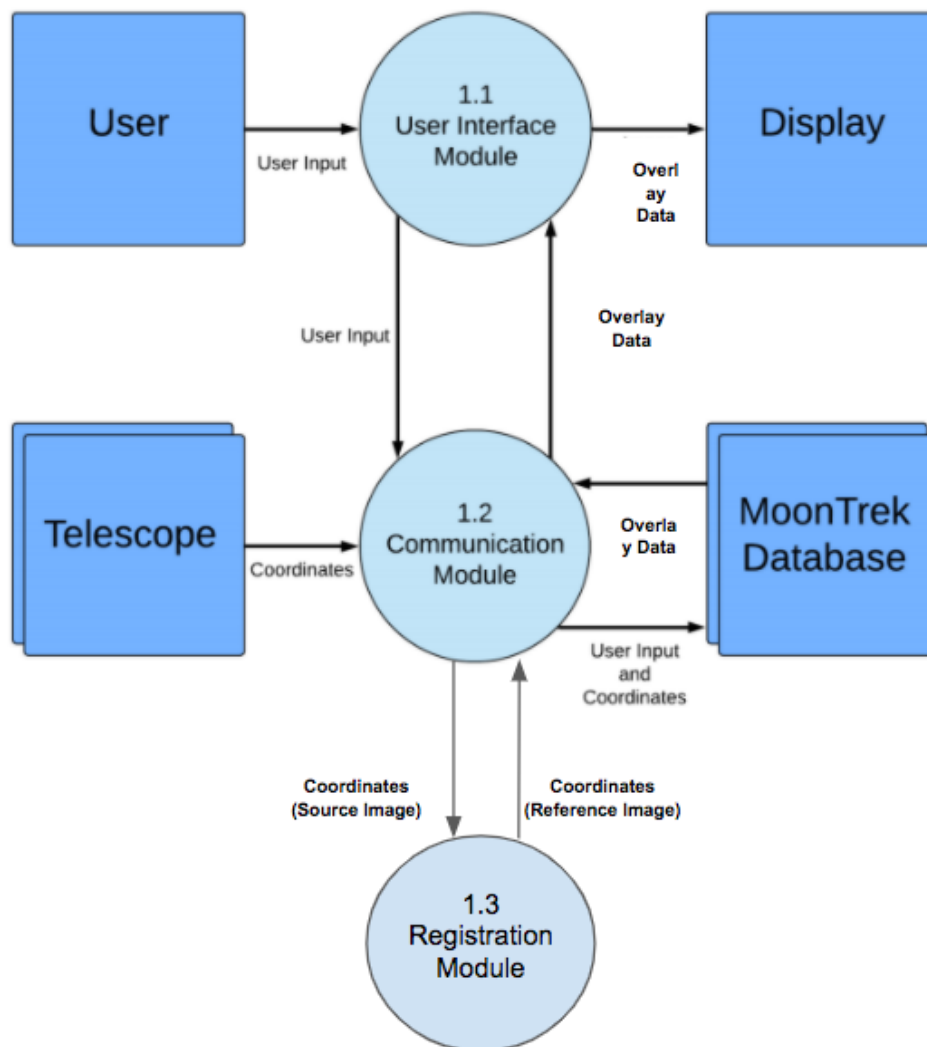 User
User Input
1.1
User Interface
Module
Overl
ay
Data
Display
User Input
Overlay
Data
Telescope
Coordinates
1.2
Communication
Module
Overla
y Data
MoonTrek
Database
User Input
and
Coordinates
Coordinates
(Source Image)
Coordinates
(Reference Image)
1.3
Registration
Module